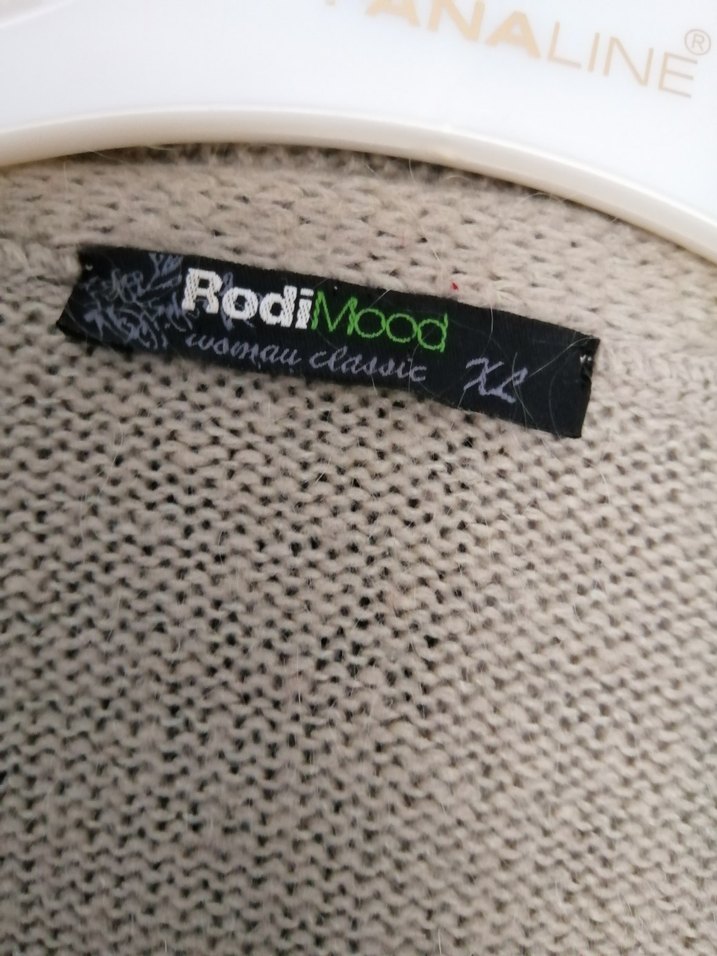 ANALINE®
RodiMood
woman classic XL